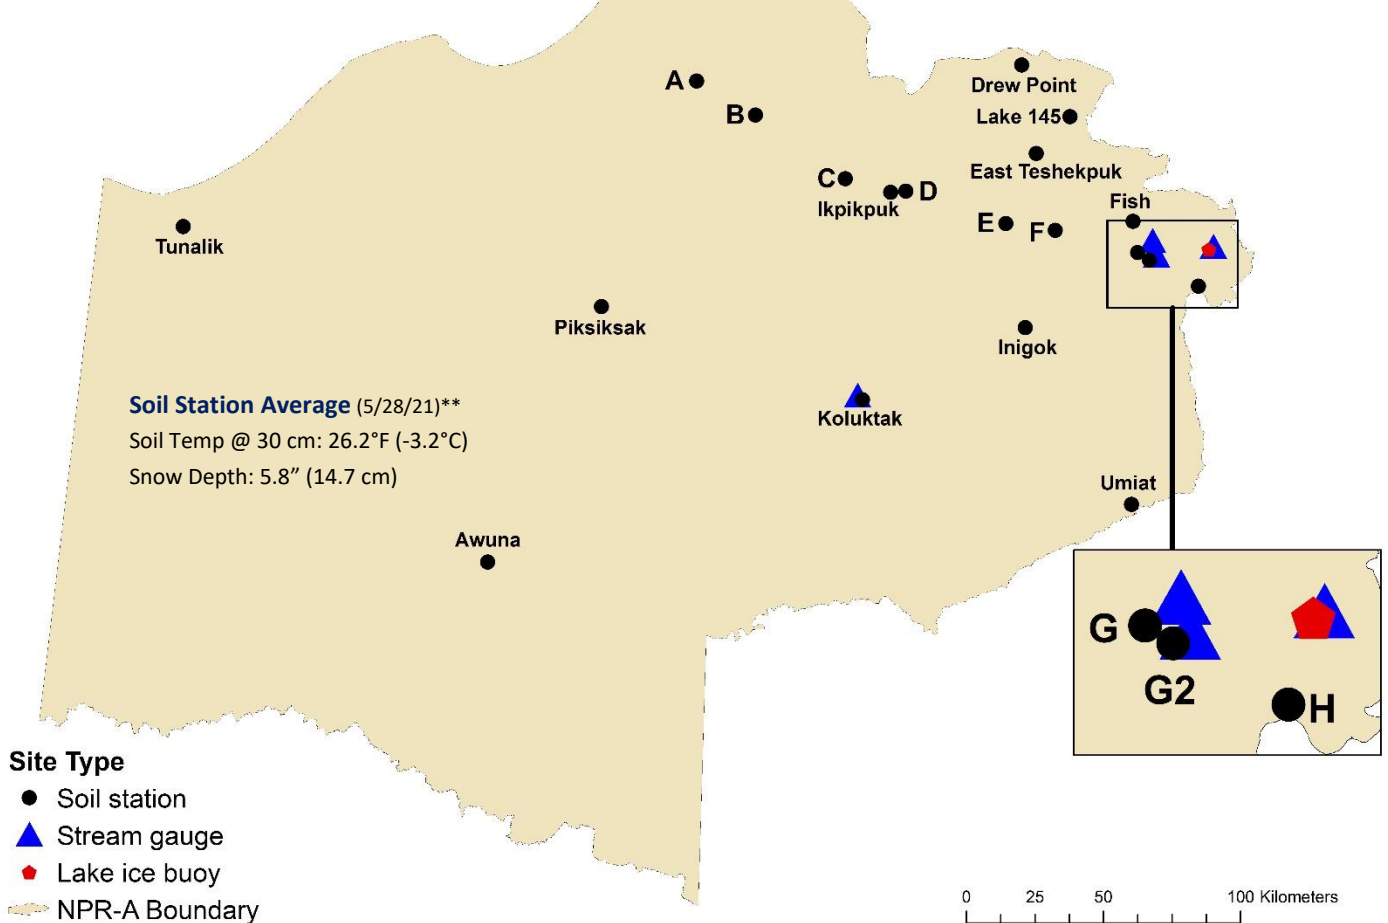 A
Drew Point
B
Lake 145
East Teshekpuk
C
D
Ikpikpuk
Fish
E
F
Tunalik
Piksiksak
Inigok
Soil Station Average (5/28/21)**
Soil Temp @ 30 cm: 26.2°F (-3.2°C)
Snow Depth: 5.8” (14.7 cm)
Koluktak
Umiat
Awuna
G
G2
H
Site Type
Soil station
Stream gauge
Lake ice buoy
NPR-A Boundary
0 25 50 100 Kilometers